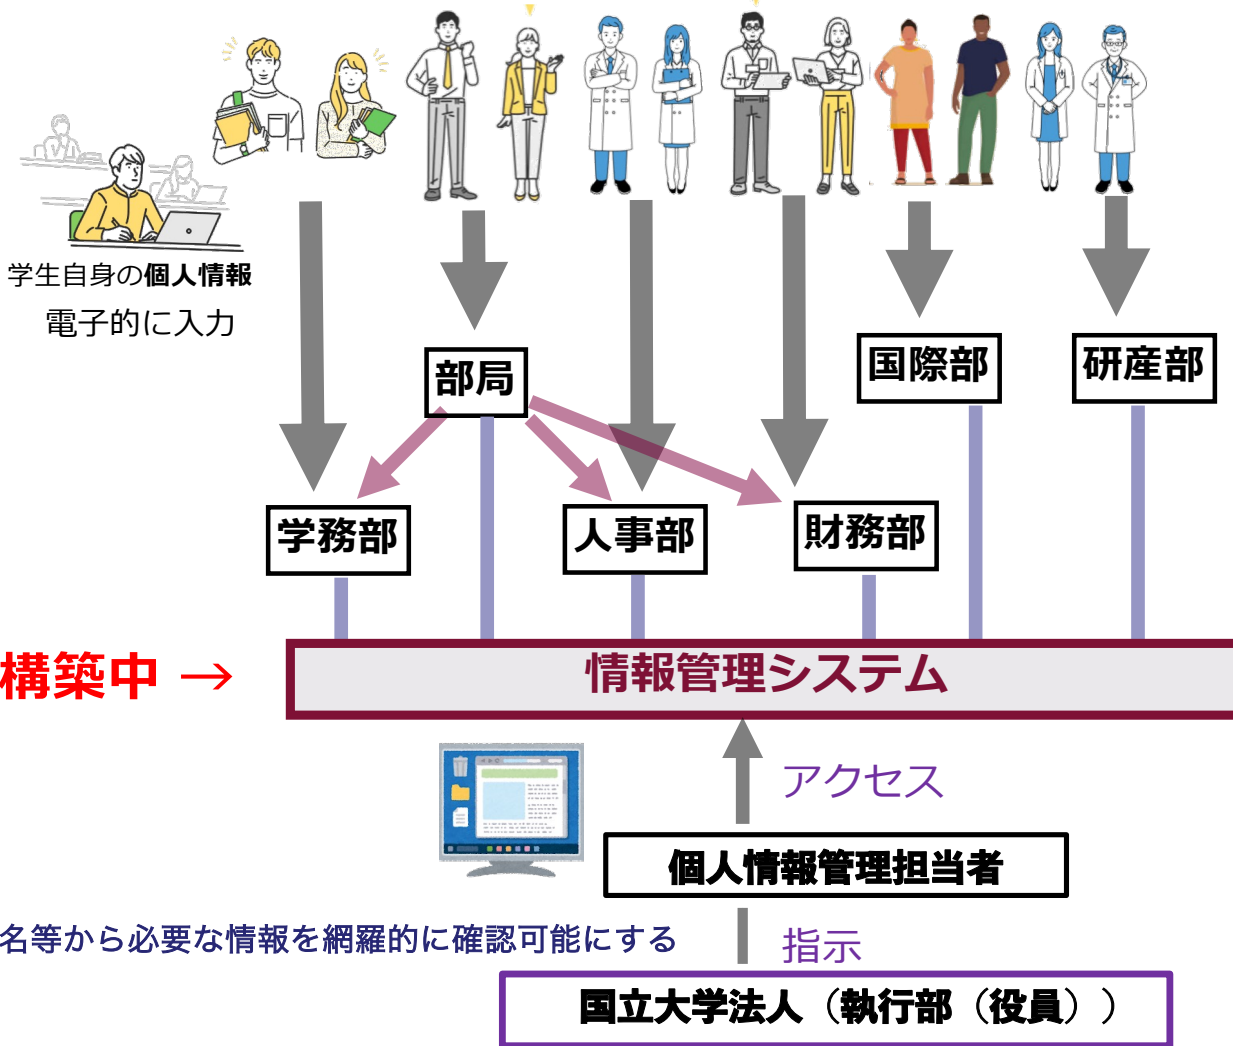 学生自身の個人情報
電子的に入力
部局
国際部
研産部
学務部
人事部
財務部
構築中 →
情報管理システム
アクセス
個人情報管理担当者
名等から必要な情報を網羅的に確認可能にする
指示
国立大学法人（執行部（役員））